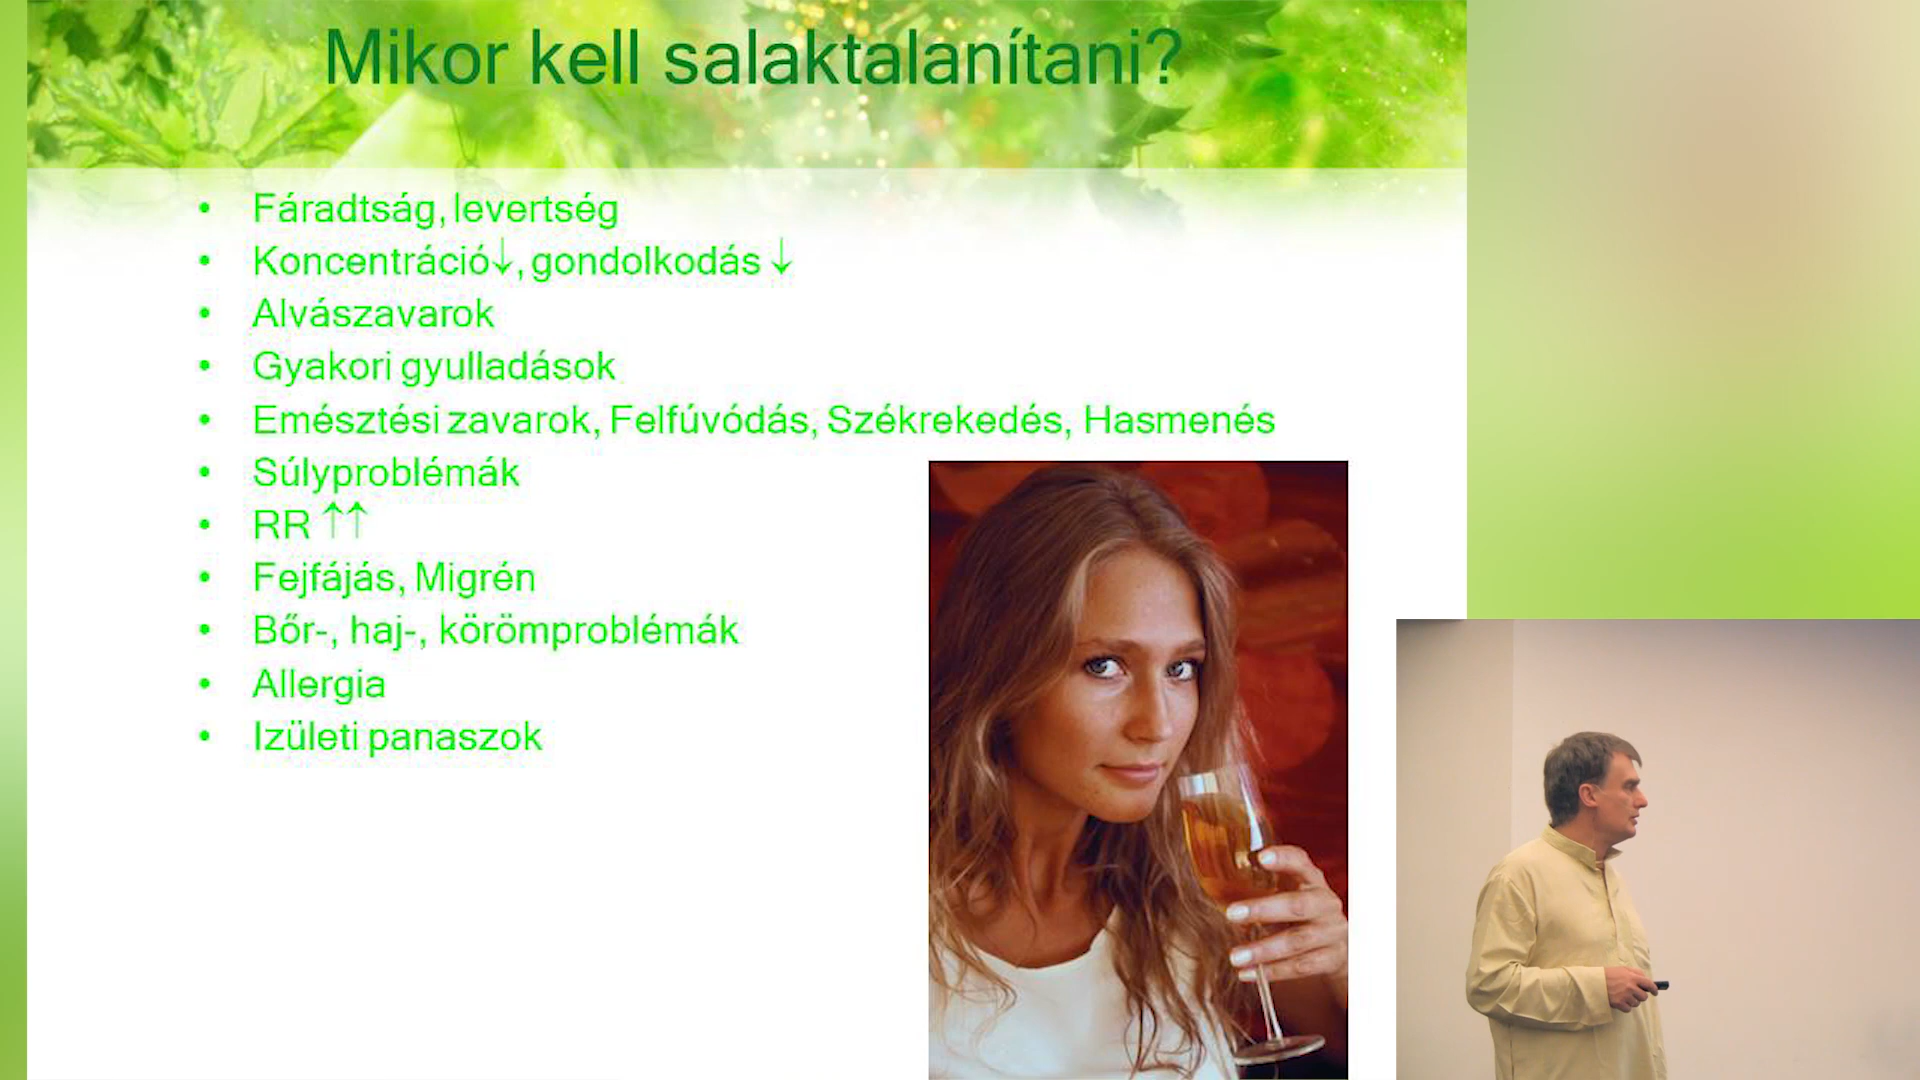 Mikor kell salaktalanítani?
• Fáradtság, levertség
• Koncentráció↓, gondolkodás ↓
• Alvászavarok
• Gyakori gyulladások
• Emésztési zavarok, Felfúvódás, Székrekedés, Hasmenés
• Súlyproblémák
• RR ↑↑
• Fejfájás, Migrén
• Bőr-, haj-, körömproblémák
• Allergia
• Izületi panaszok